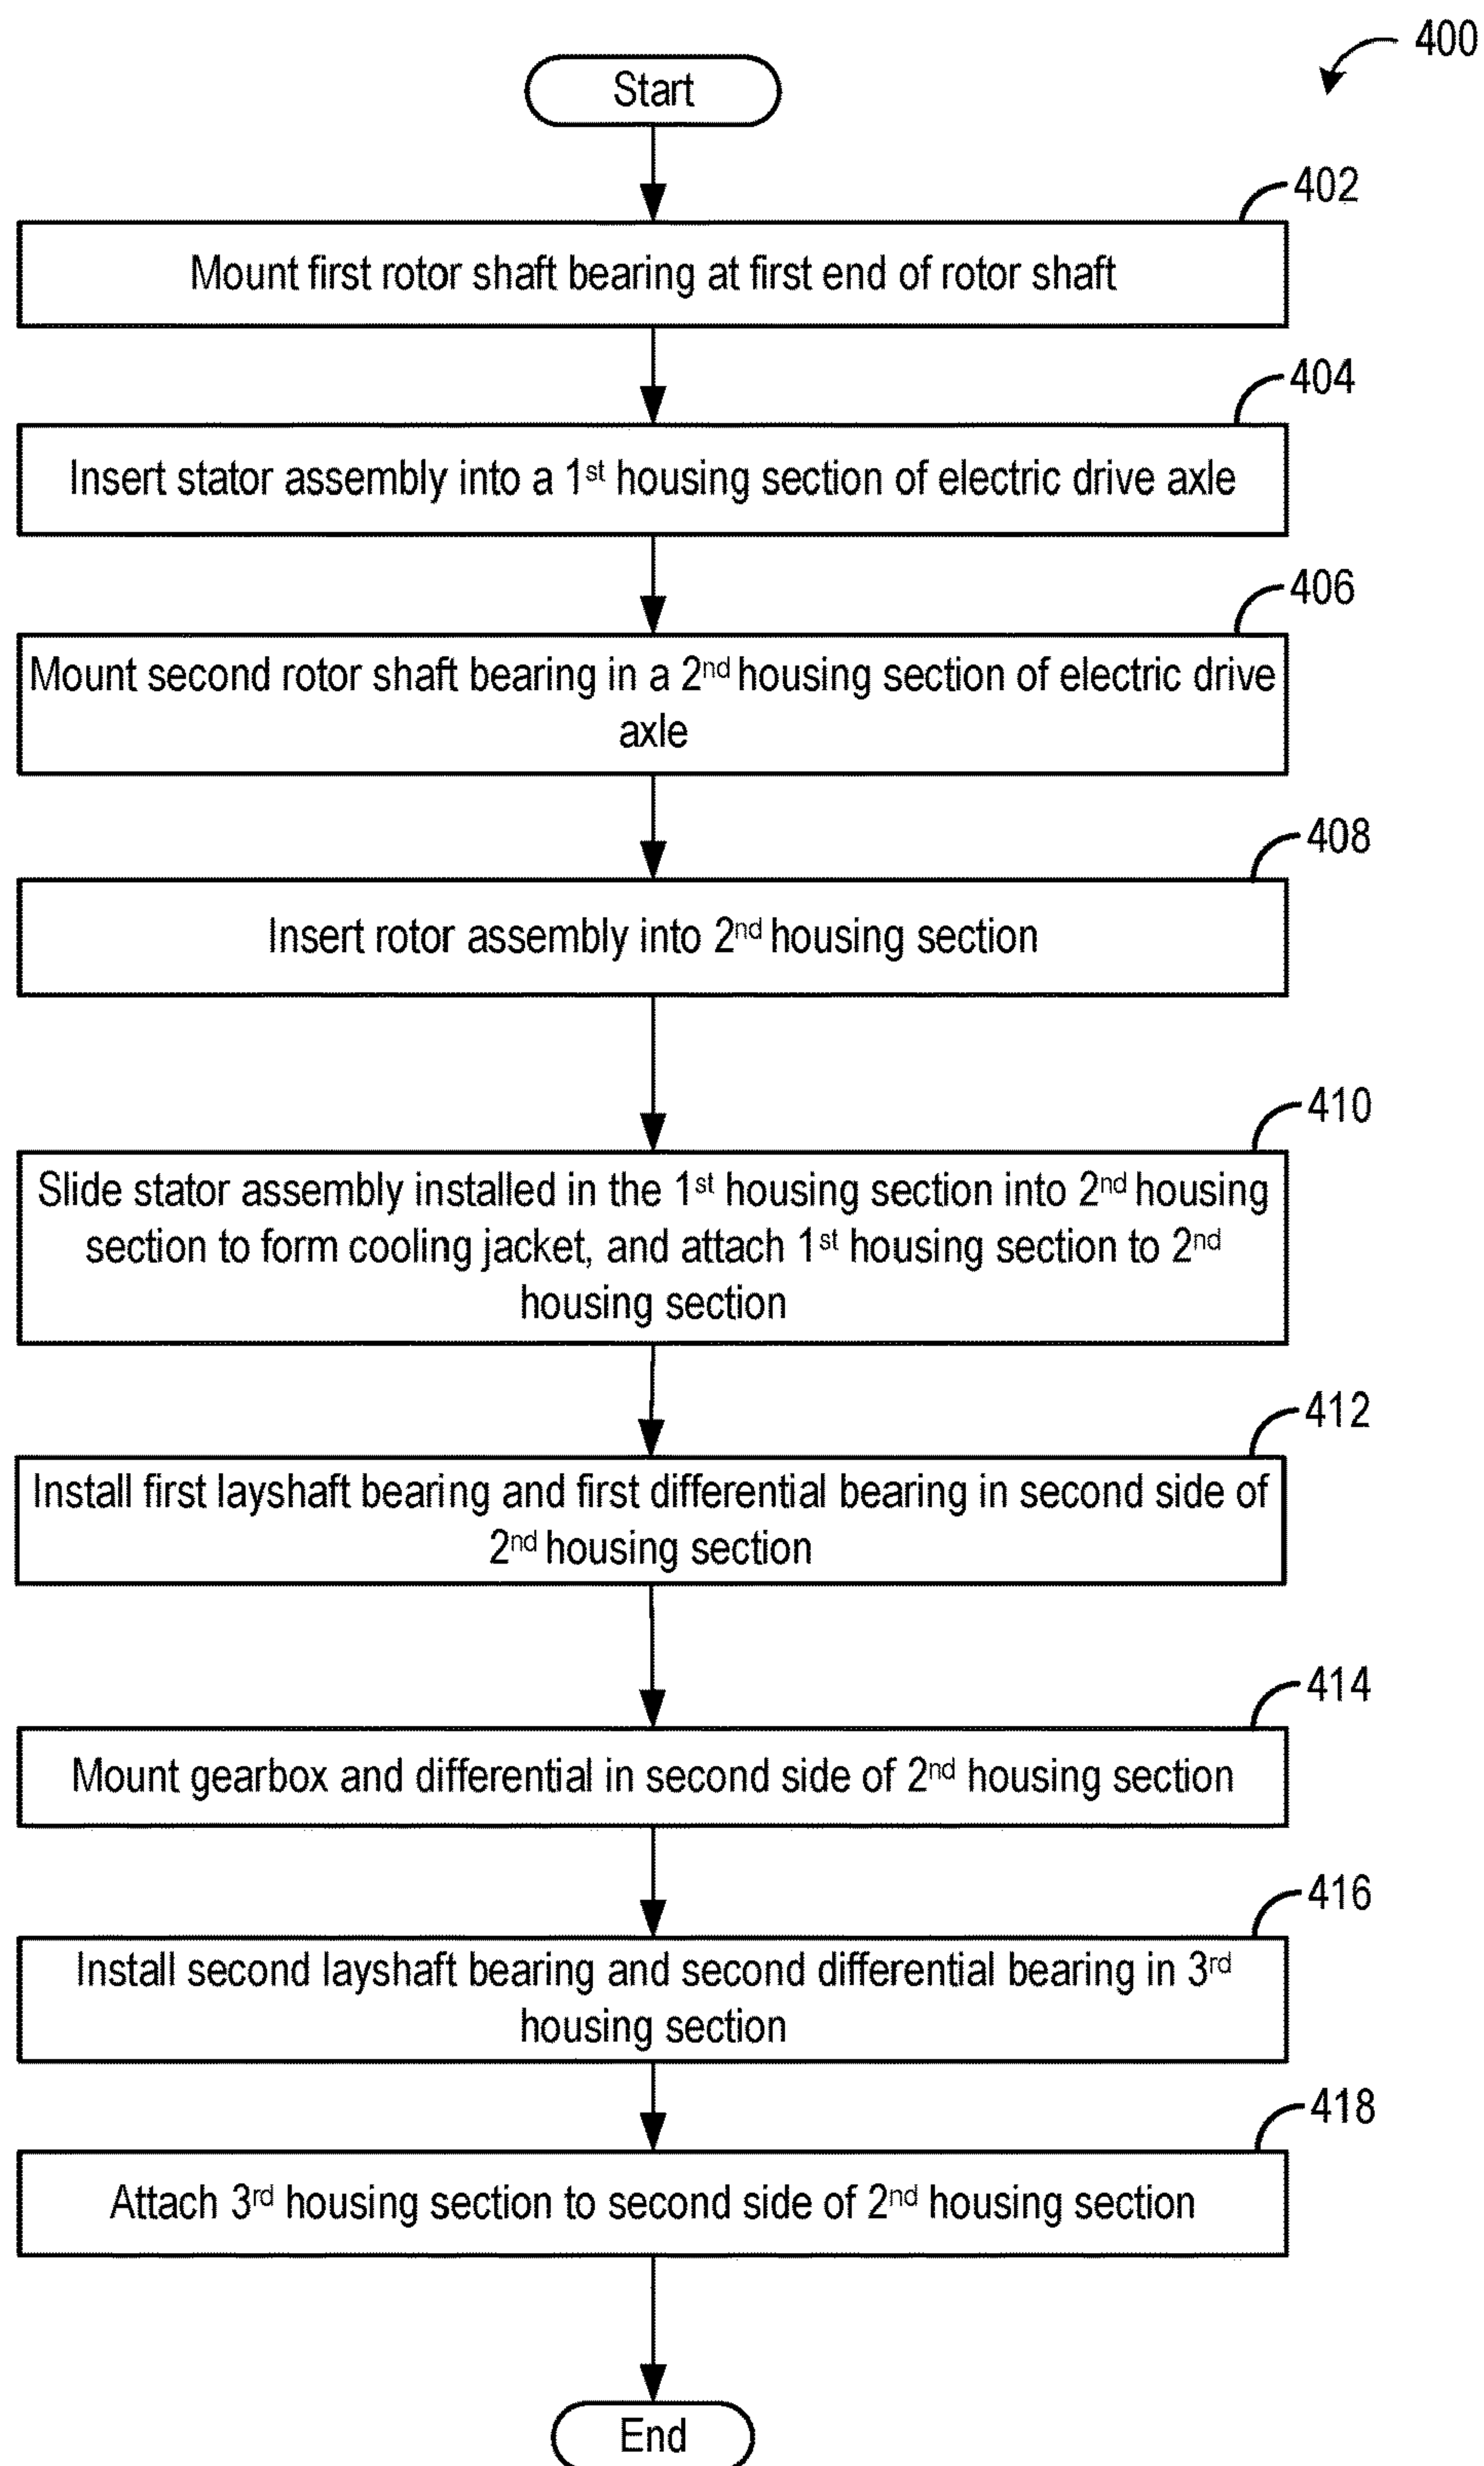 400
Start
402
Mount first rotor shaft bearing at first end of rotor shaft
404
Insert stator assembly into a 1st housing section of electric drive axle
406
Mount second rotor shaft bearing in a 2nd housing section of electric drive
axle
408
Insert rotor assembly into 2nd housing section
410
Slide stator assembly installed in the 1st housing section into 2nd housing
section to form cooling jacket, and attach 1st housing section to 2nd
housing section
412
Install first layshaft bearing and first differential bearing in second side of
2nd housing section
414
Mount gearbox and differential in second side of 2nd housing section
416
Install second layshaft bearing and second differential bearing in 3rd
housing section
418
Attach 3rd housing section to second side of 2nd housing section
End